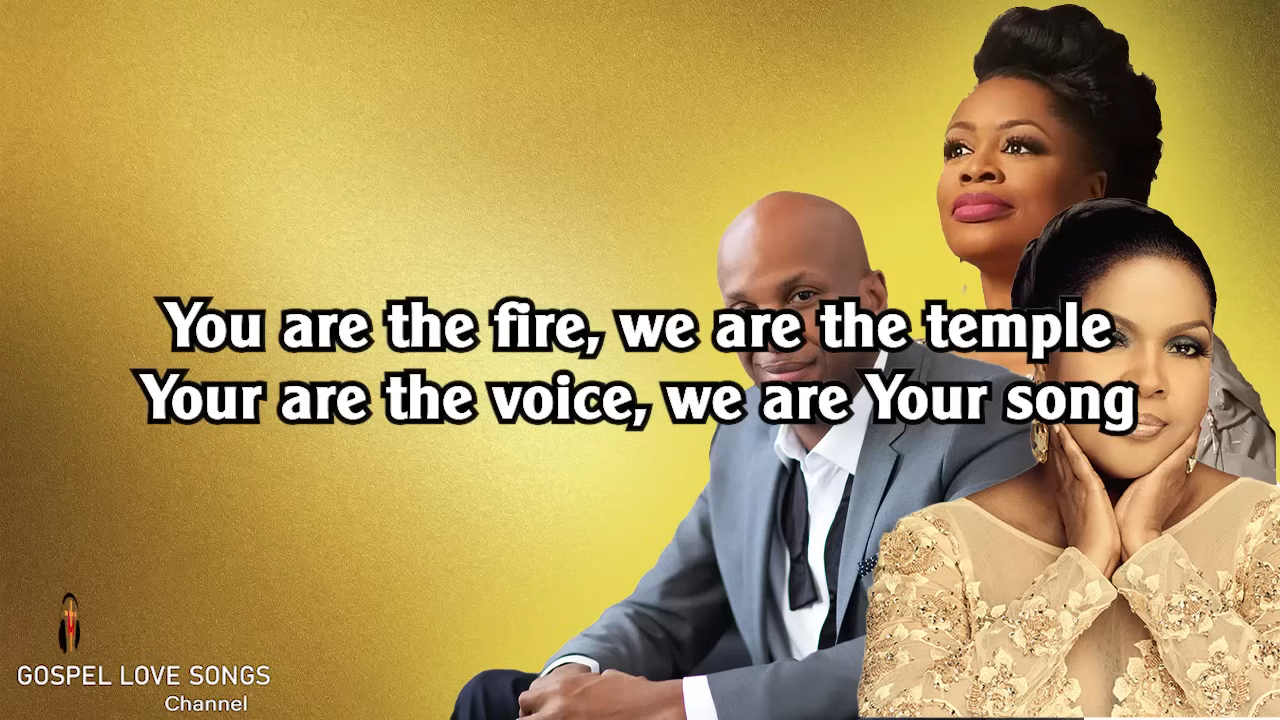 You are the fire, we are the temple
Your are the voice, we are Your song
GOSPEL LOVE SONGS
Channel